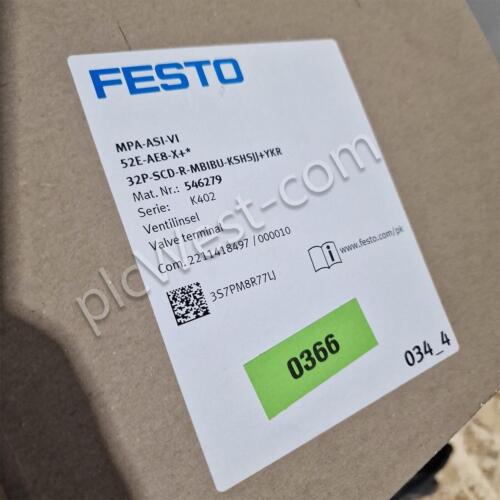 FESTO
MPA-ASI-VI
52E-AE8-X+*
32P-SCD-R-MBIBU-KSHSJJ+YKR
Mat. Nr.: 546279
Serie: K402
Ventilinsel
Valve terminal
Com. 2211418497 / 000010
www.festo.com/pk
3S7PM8R77LJ
0366
034_4
plcwest-com